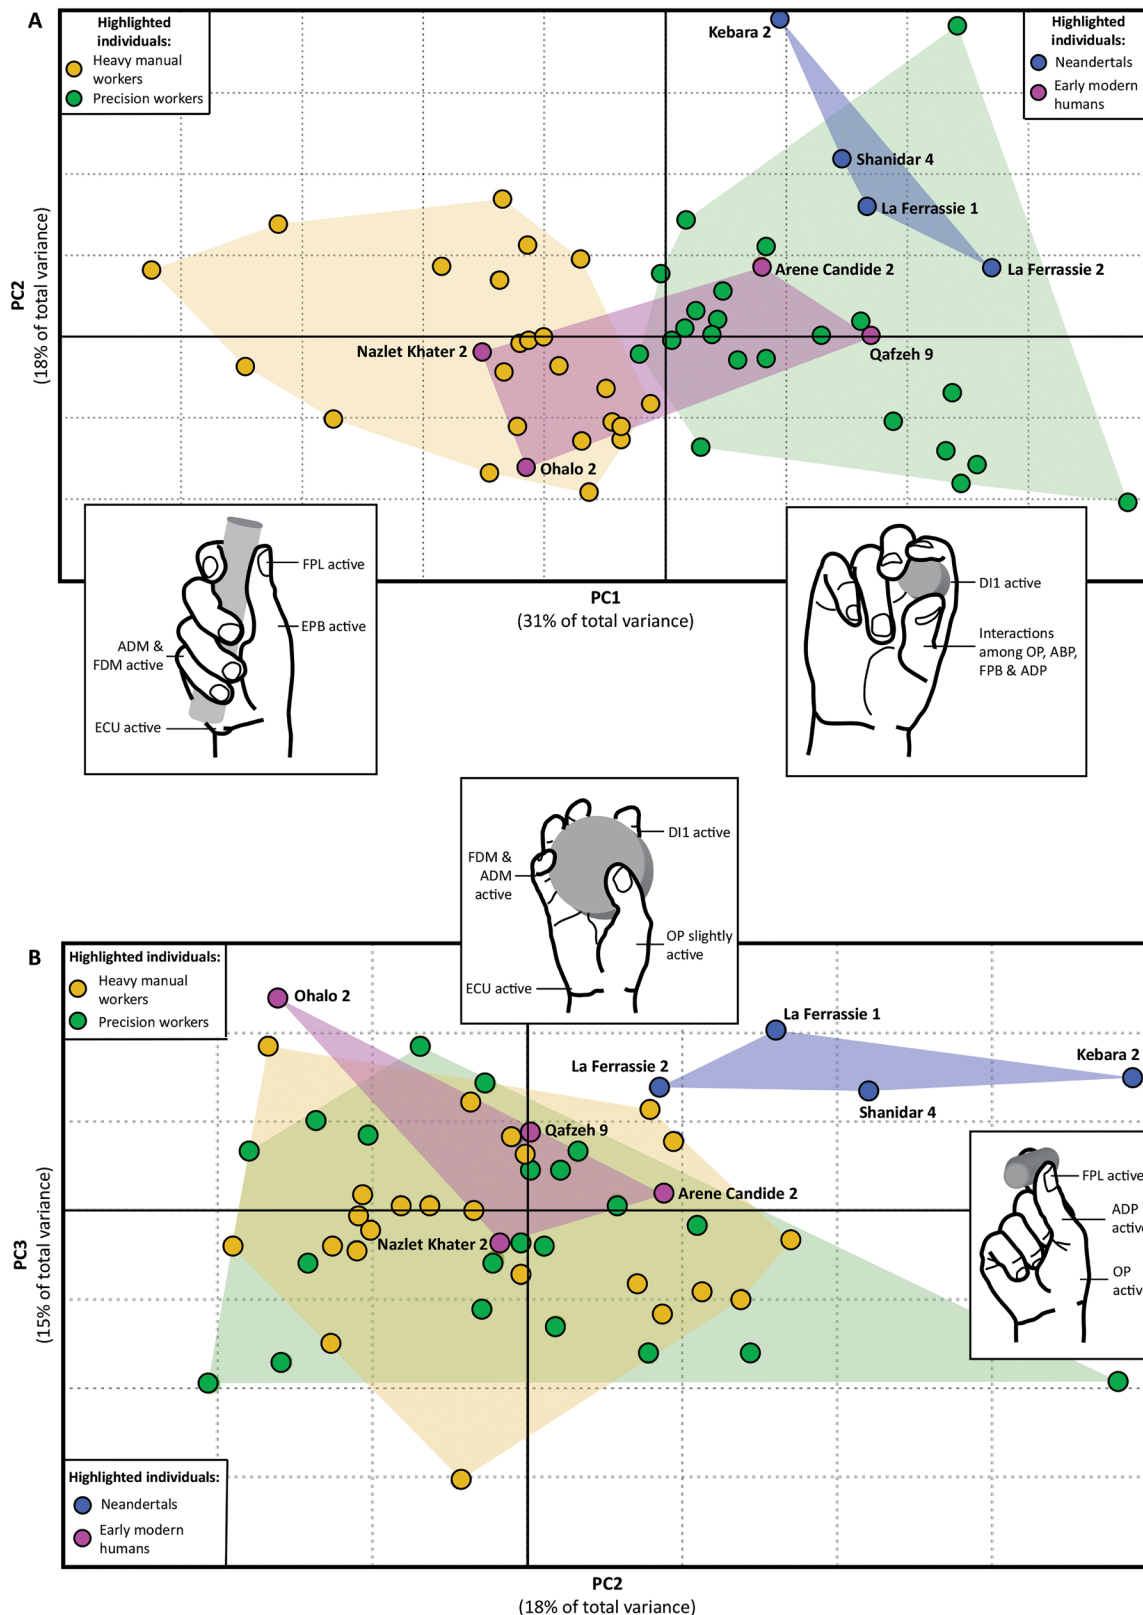 A
Highlighted
individuals:
Heavy manual
workers
Precision workers
Highlighted
individuals:
Neandertals
Early modern
humans
Kebara 2
Shanidar 4
La Ferrassie 1
La Ferrassie 2
Arene Candide 2
Qafzeh 9
Nazlet Khater 2
Ohalo 2
PC2
(18% of total variance)
PC1
(31% of total variance)
FPL active
EPB active
ADM &
FDM active
ECU active
DI1 active
Interactions
among OP, ABP,
FPB & ADP
FDM &
ADM
active
DI1 active
OP slightly
active
ECU active
B
Highlighted individuals:
Heavy manual
workers
Precision workers
Ohalo 2
La Ferrassie 1
La Ferrassie 2
Kebara 2
Shanidar 4
Qafzeh 9
Arene Candide 2
Nazlet Khater 2
FPL active
ADP
active
OP
active
PC3
(15% of total variance)
Highlighted individuals:
Neandertals
Early modern
humans
PC2
(18% of total variance)